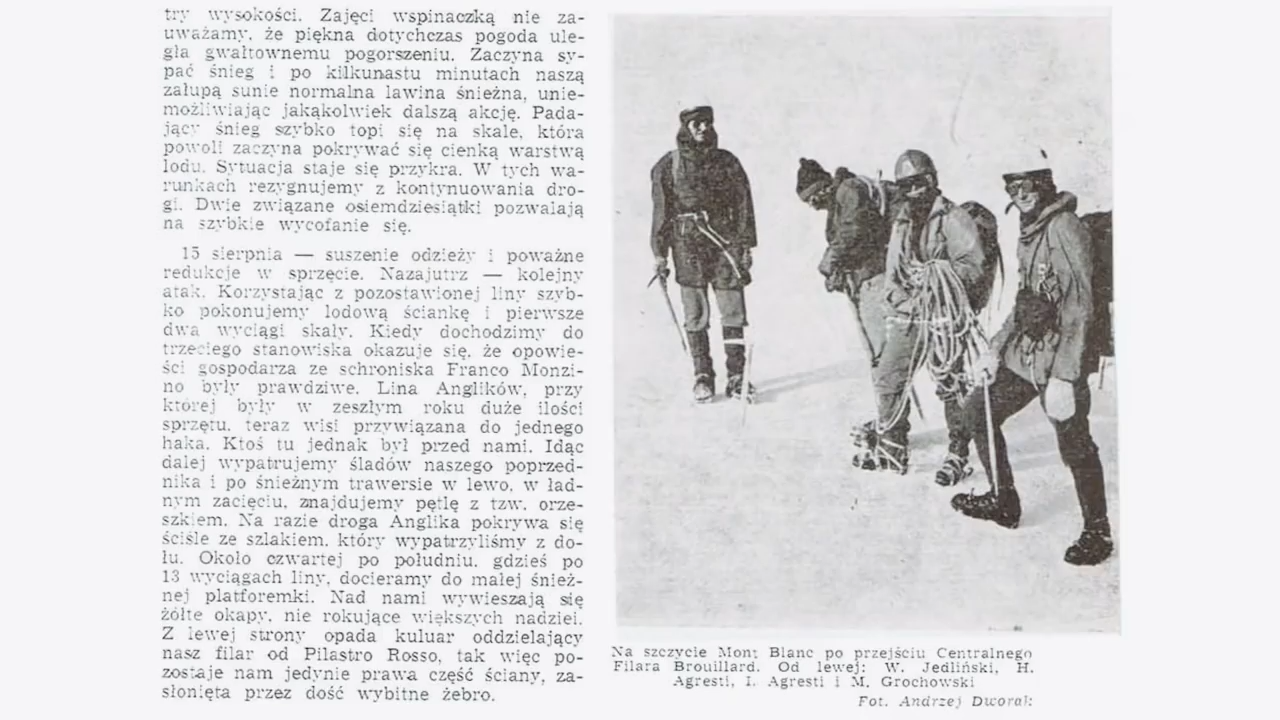 try wysokości. Zajęci wspinaczką nie za-
uważamy, że piękna dotychczas pogoda ule-
gła gwałtownemu pogorszeniu. Zaczyna sy-
pać śnieg i po kilkunastu minutach naszą
załupą sunie normalna lawina śnieżna, unie-
możliwiając jakąkolwiek dalszą akcję. Pada-
jący śnieg szybko topi się na skale, która
powoli zaczyna pokrywać się cienką warstwą
lodu. Sytuacja staje się przykra. W tych wa-
runkach rezygnujemy z kontynuowania dro-
gi. Dwie związane osiemdziesiątki pozwalają
na szybkie wycofanie się.
15 sierpnia — suszenie odzieży i poważne
redukcje w sprzęcie. Nazajutrz — kolejny
atak. Korzystając z pozostawionej liny szyb-
ko pokonujemy lodową ściankę i pierwsze
dwa wyciągi skały. Kiedy dochodzimy do
trzeciego stanowiska okazuje się, że opowie-
ści gospodarza ze schroniska Franco Monzi-
no były prawdziwe. Lina Anglików, przy
której były w zeszłym roku duże ilości
sprzętu, teraz wisi przywiązana do jednego
haka. Ktoś tu jednak był przed nami. Idąc
dalej wypatrujemy śladów naszego poprzed-
nika i po śnieżnym trawersie w lewo, w ład-
nym zacięciu, znajdujemy pętlę z tzw. orze-
szkiem. Na razie droga Anglika pokrywa się
ściśle ze szlakiem, który wypatrzyliśmy z do-
łu. Około czwartej po południu, gdzieś po
13 wyciągach liny, docieramy do małej śnież-
nej platforemki. Nad nami wywieszają się
żółte okapy, nie rokujące większych nadziei.
Z lewej strony opada kuluar oddzielający
nasz filar od Pilastro Rosso, tak więc po-
zostaje nam jedynie prawa część ściany, za-
słonięta przez dość wybitne żebro.
Na szczycie Mont Blanc po przejściu Centralnego
Filara Brouillard. Od lewej: W. Jedliński, H.
Agresti, I. Agresti i M. Grochowski
Fot. Andrzej Dworak